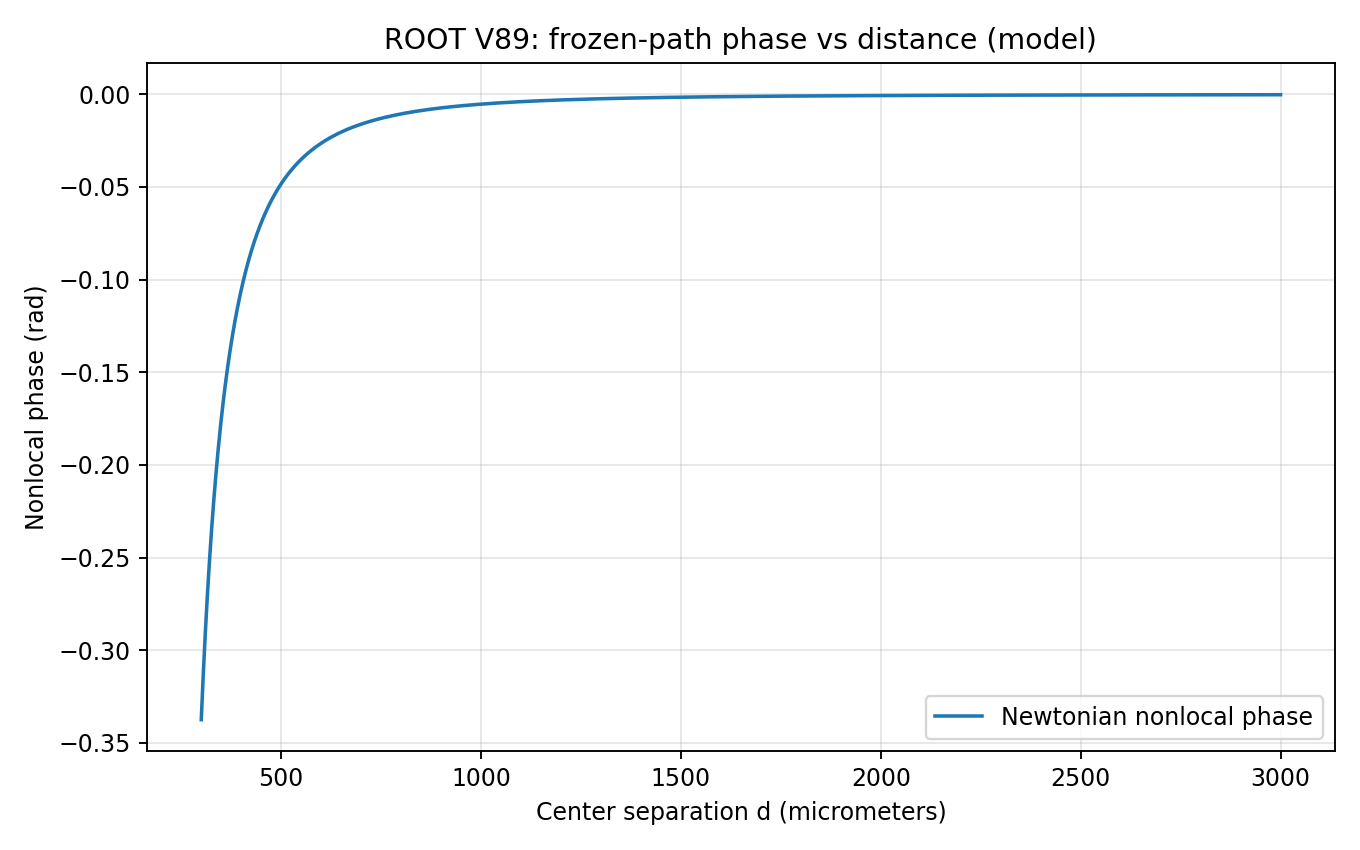 ROOT V89: frozen-path phase vs distance (model)
0.00
−0.05
−0.10
−0.15
−0.20
−0.25
−0.30
−0.35
Nonlocal phase (rad)
Newtonian nonlocal phase
500 1000 1500 2000 2500 3000
Center separation d (micrometers)